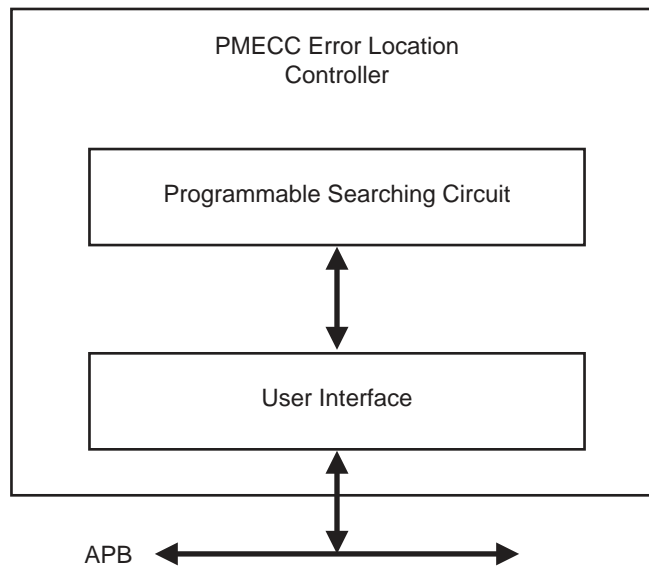 PMECC Error Location
Controller
Programmable Searching Circuit
User Interface
APB